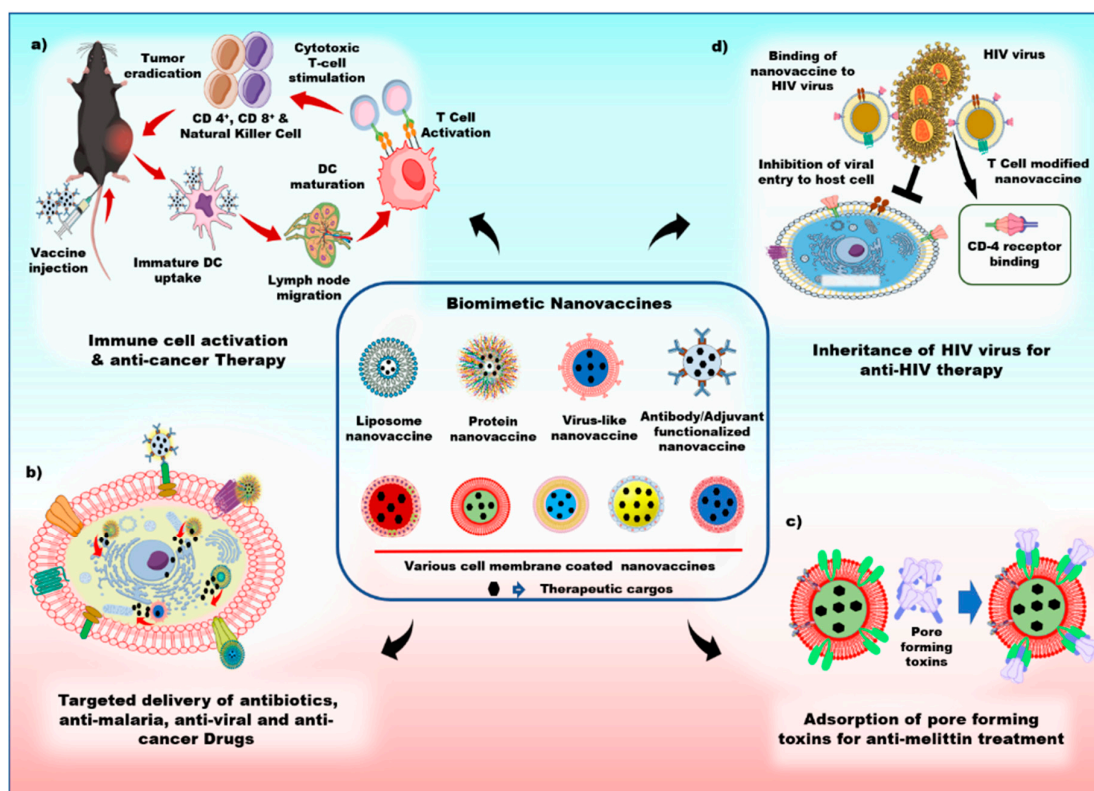 a)
Tumor
eradication
Cytotoxic
T-cell
stimulation
CD 4⁺, CD 8⁺ &
Natural Killer Cell
T Cell
Activation
DC
maturation
Vaccine
injection
Immature DC
uptake
Lymph node
migration
Immune cell activation
& anti-cancer Therapy
d)
Binding of
nanovaccine to
HIV virus
HIV virus
Inhibition of viral
entry to host cell
T Cell modified
nanovaccine
CD-4 receptor
binding
Inheritance of HIV virus for
anti-HIV therapy
Biomimetic Nanovaccines
Liposome
nanovaccine
Protein
nanovaccine
Virus-like
nanovaccine
Antibody/Adjuvant
functionalized
nanovaccine
Various cell membrane coated nanovaccines
Therapeutic cargos
b)
Targeted delivery of antibiotics,
anti-malaria, anti-viral and anti-
cancer Drugs
c)
Pore
forming
toxins
Adsorption of pore forming
toxins for anti-melittin treatment